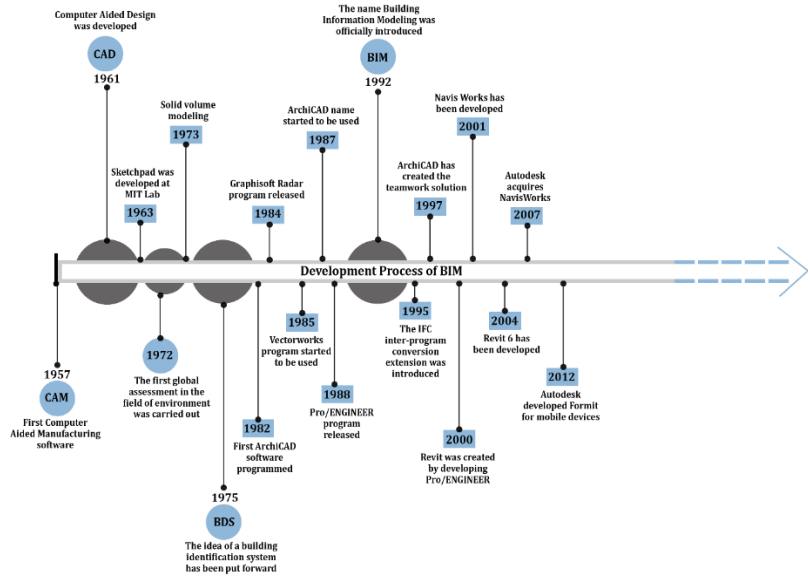 Computer Aided Design
was developed
CAD
1961
The name Building
Information Modeling was
officially introduced
BIM
1992
Solid volume
modeling
1973
ArchiCAD name
started to be used
1987
Navis Works has
been developed
2001
Sketchpad was
developed at
MIT Lab
1963
Graphisoft Radar
program released
1984
ArchiCAD has
created the
teamwork solution
1997
Autodesk
acquires
NavisWorks
2007
Development Process of BIM
1957
CAM
First Computer
Aided Manufacturing
software
1972
The first global
assessment in the
field of environment
was carried out
1975
BDS
The idea of a building
identification system
has been put forward
1982
First ArchiCAD
software
programmed
1985
Vectorworks
program started
to be used
1988
Pro/ENGINEER
program
released
1995
The IFC
inter-program
conversion
extension was
introduced
2000
Revit was created
by developing
Pro/ENGINEER
2004
Revit 6 has
been developed
2012
Autodesk
developed Formit
for mobile devices